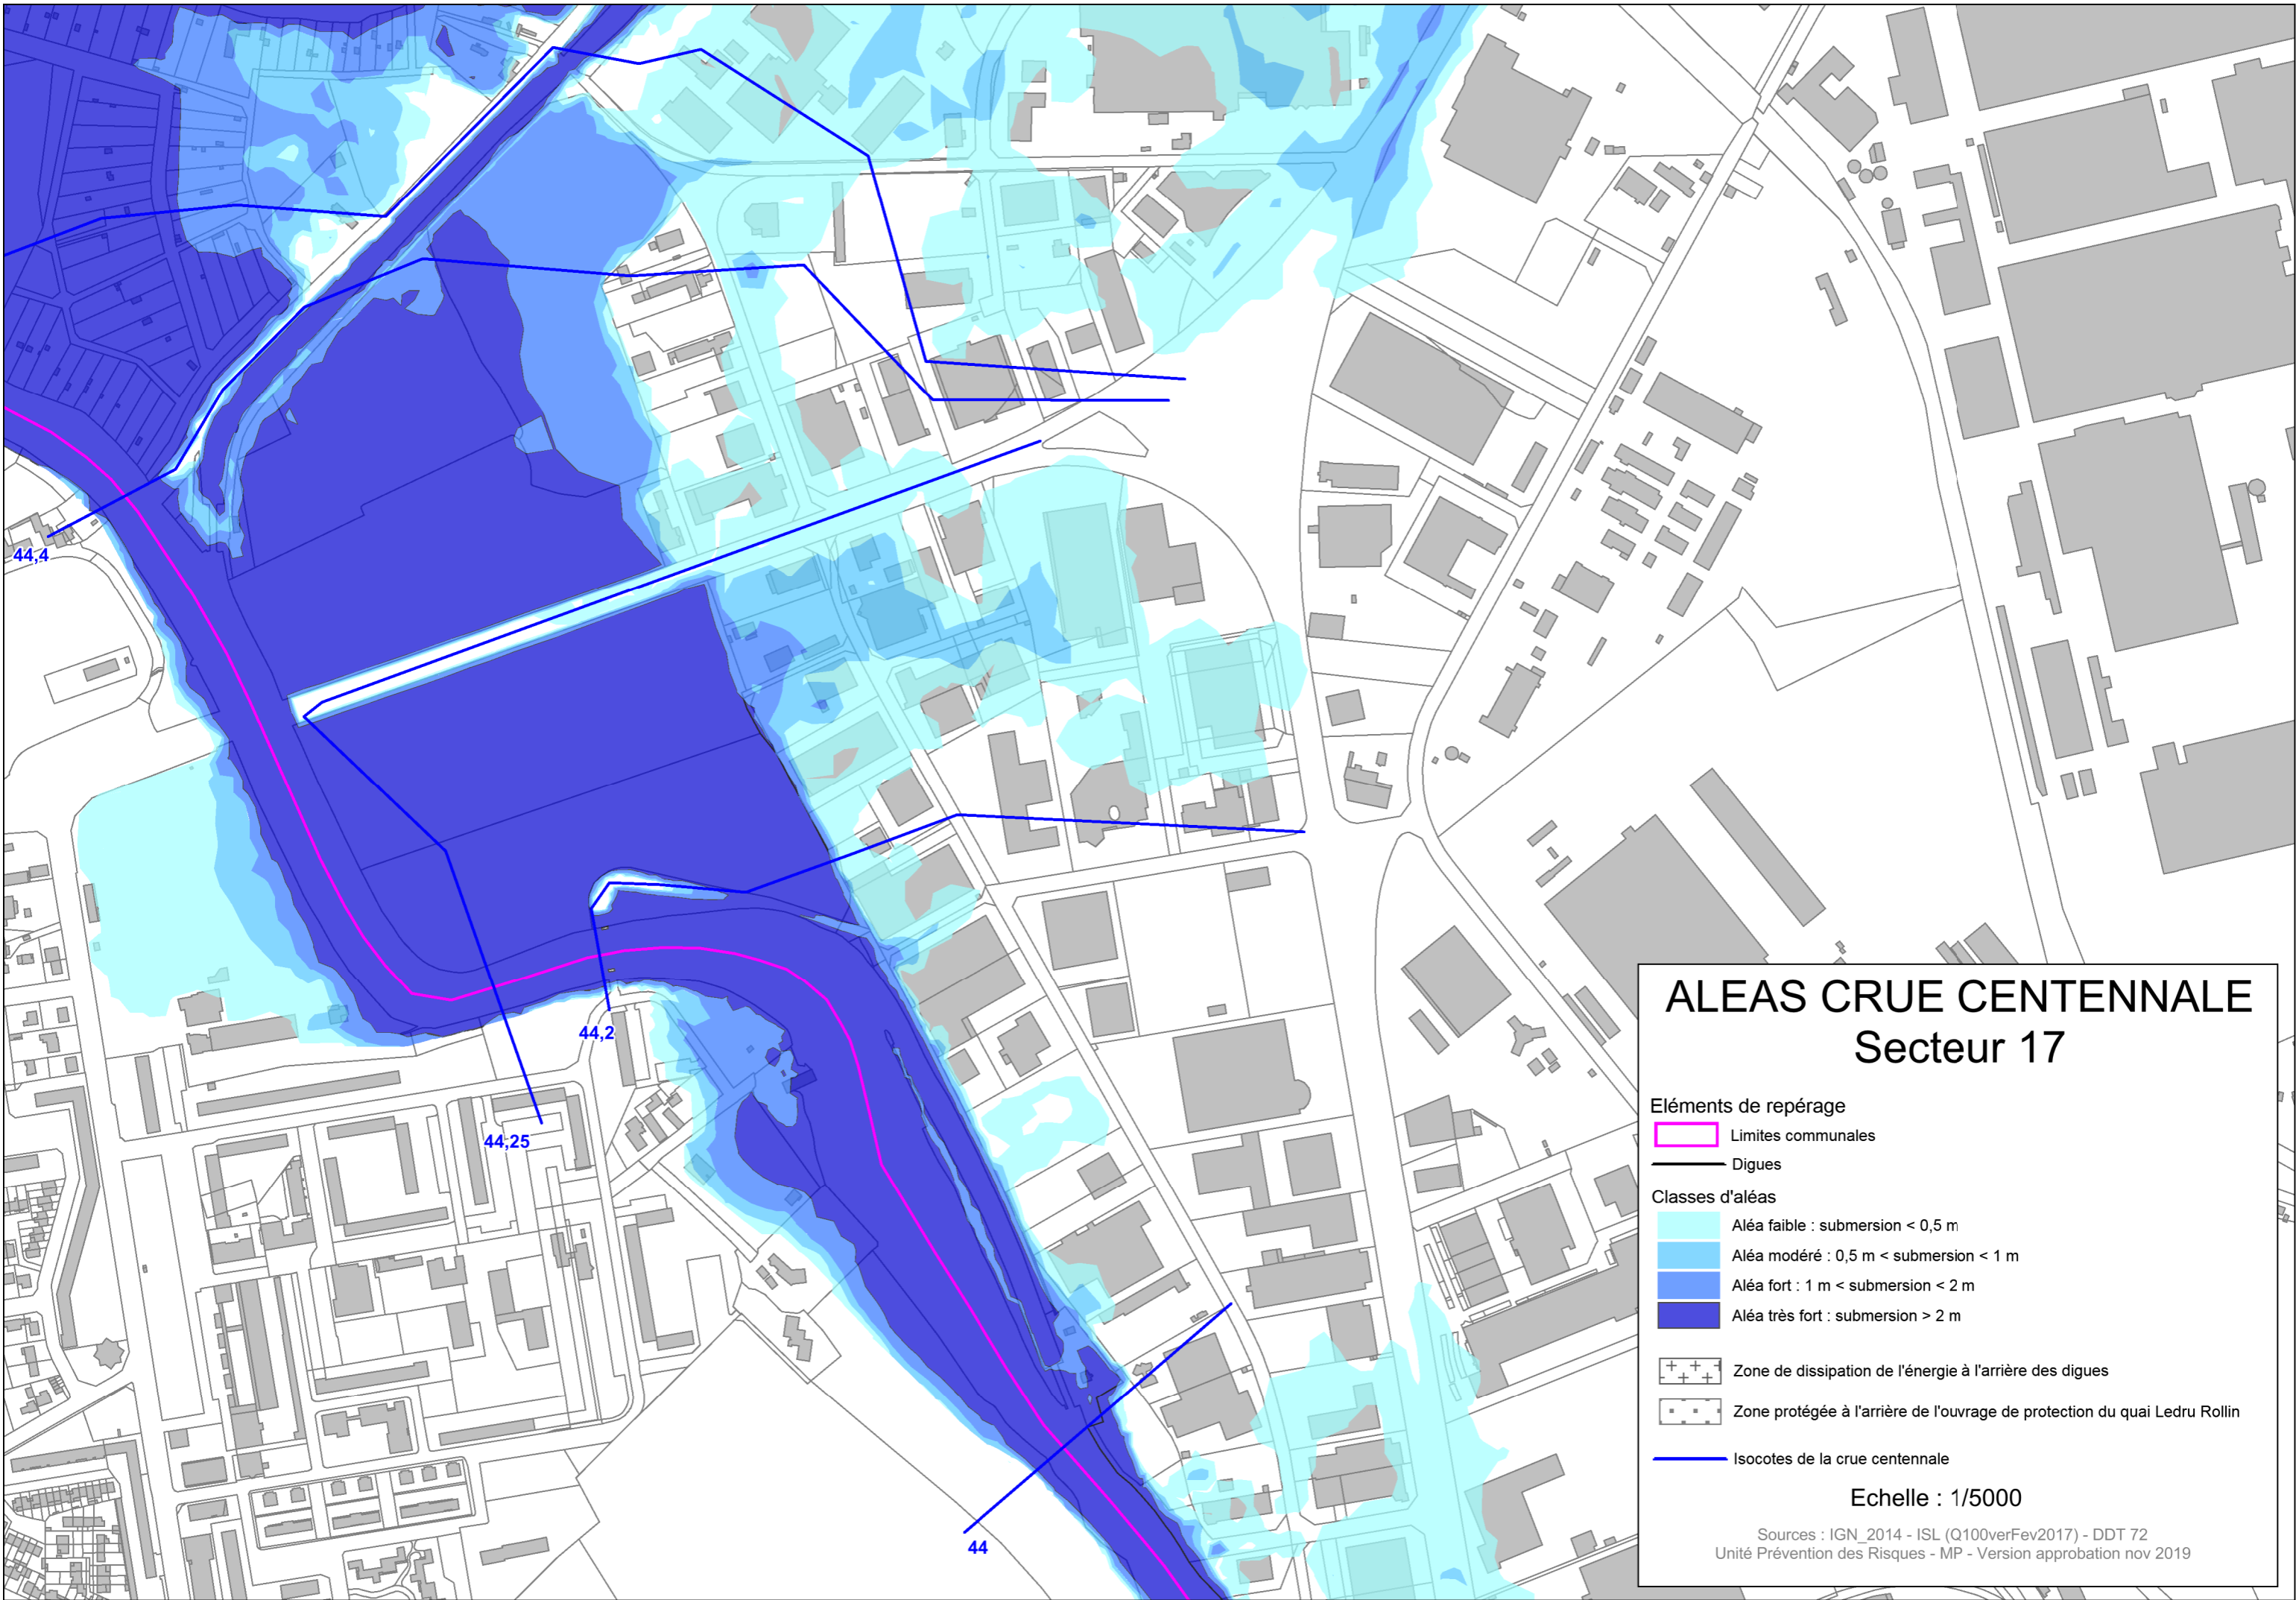 44,4
44,2
44,25
44
ALEAS CRUE CENTENNALE
Secteur 17
Eléments de repérage
Limites communales
Digues
Classes d'aléas
Aléa faible : submersion < 0,5 m
Aléa modéré : 0,5 m < submersion < 1 m
Aléa fort : 1 m < submersion < 2 m
Aléa très fort : submersion > 2 m
Zone de dissipation de l'énergie à l'arrière des digues
Zone protégée à l'arrière de l'ouvrage de protection du quai Ledru Rollin
Isocotes de la crue centennale
Echelle : 1/5000
Sources : IGN_2014 - ISL (Q100verFev2017) - DDT 72
Unité Prévention des Risques - MP - Version approbation nov 2019